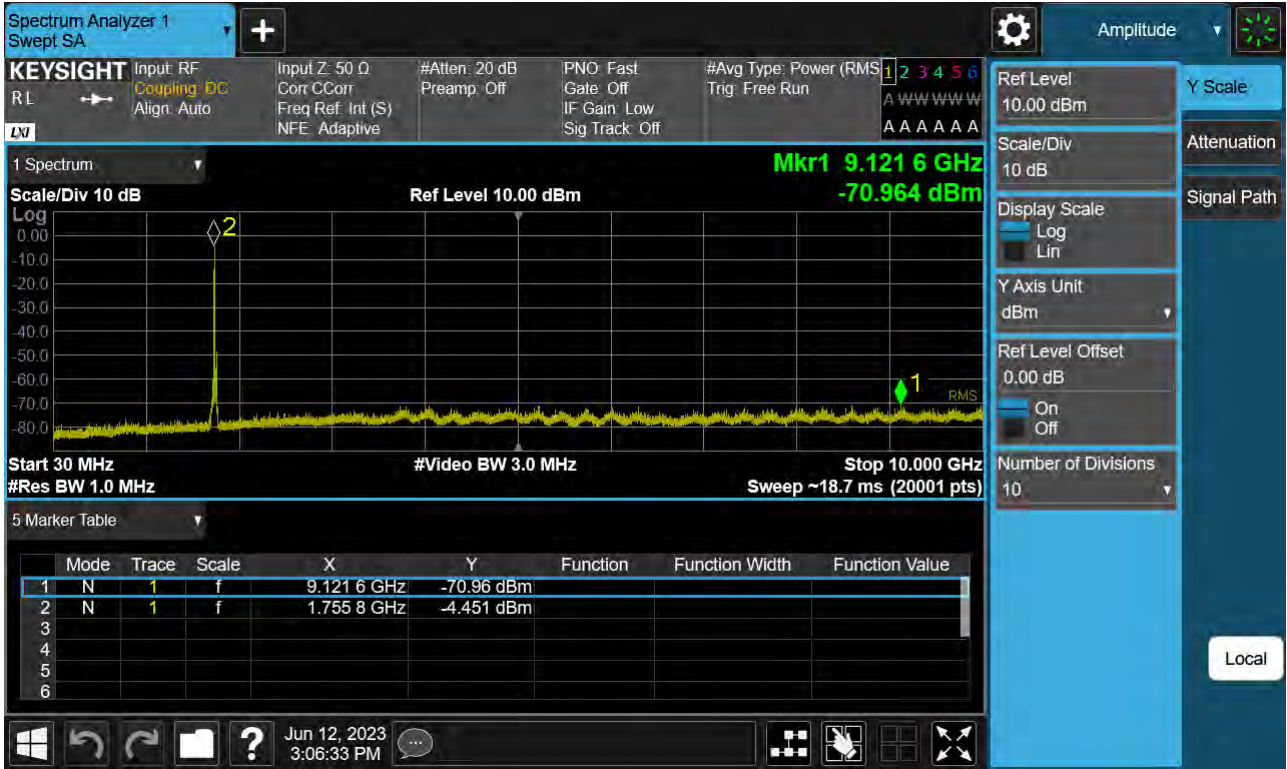 Spectrum Analyzer 1
Swept SA
Amplitude
KEYSIGHT
RL
LXI
Input: RF
Coupling: DC
Align: Auto
Input Z: 50 Ω
Corr CCorr
Freq Ref: Int (S)
NFE: Adaptive
#Atten: 20 dB
Preamp: Off
PNO: Fast
Gate: Off
IF Gain: Low
Sig Track: Off
#Avg Type: Power (RMS
Trig: Free Run
1 2 3 4 5 6
A W W W W W
A A A A A A
1 Spectrum
Mkr1 9.121 6 GHz
Scale/Div 10 dB
Ref Level 10.00 dBm
-70.964 dBm
Log
0.00
-10.0
-20.0
-30.0
-40.0
-50.0
-60.0
-70.0
-80.0
2
1
RMS
Start 30 MHz
#Video BW 3.0 MHz
Stop 10.000 GHz
#Res BW 1.0 MHz
Sweep ~18.7 ms (20001 pts)
5 Marker Table
Mode Trace Scale X Y Function Function Width Function Value
1 N 1 f 9.121 6 GHz -70.96 dBm
2 N 1 f 1.755 8 GHz -4.451 dBm
3
4
5
6
Ref Level
10.00 dBm
Scale/Div
10 dB
Display Scale
Log
Lin
Y Axis Unit
dBm
Ref Level Offset
0.00 dB
On
Off
Number of Divisions
10
Y Scale
Attenuation
Signal Path
Local
?
Jun 12, 2023
3:06:33 PM